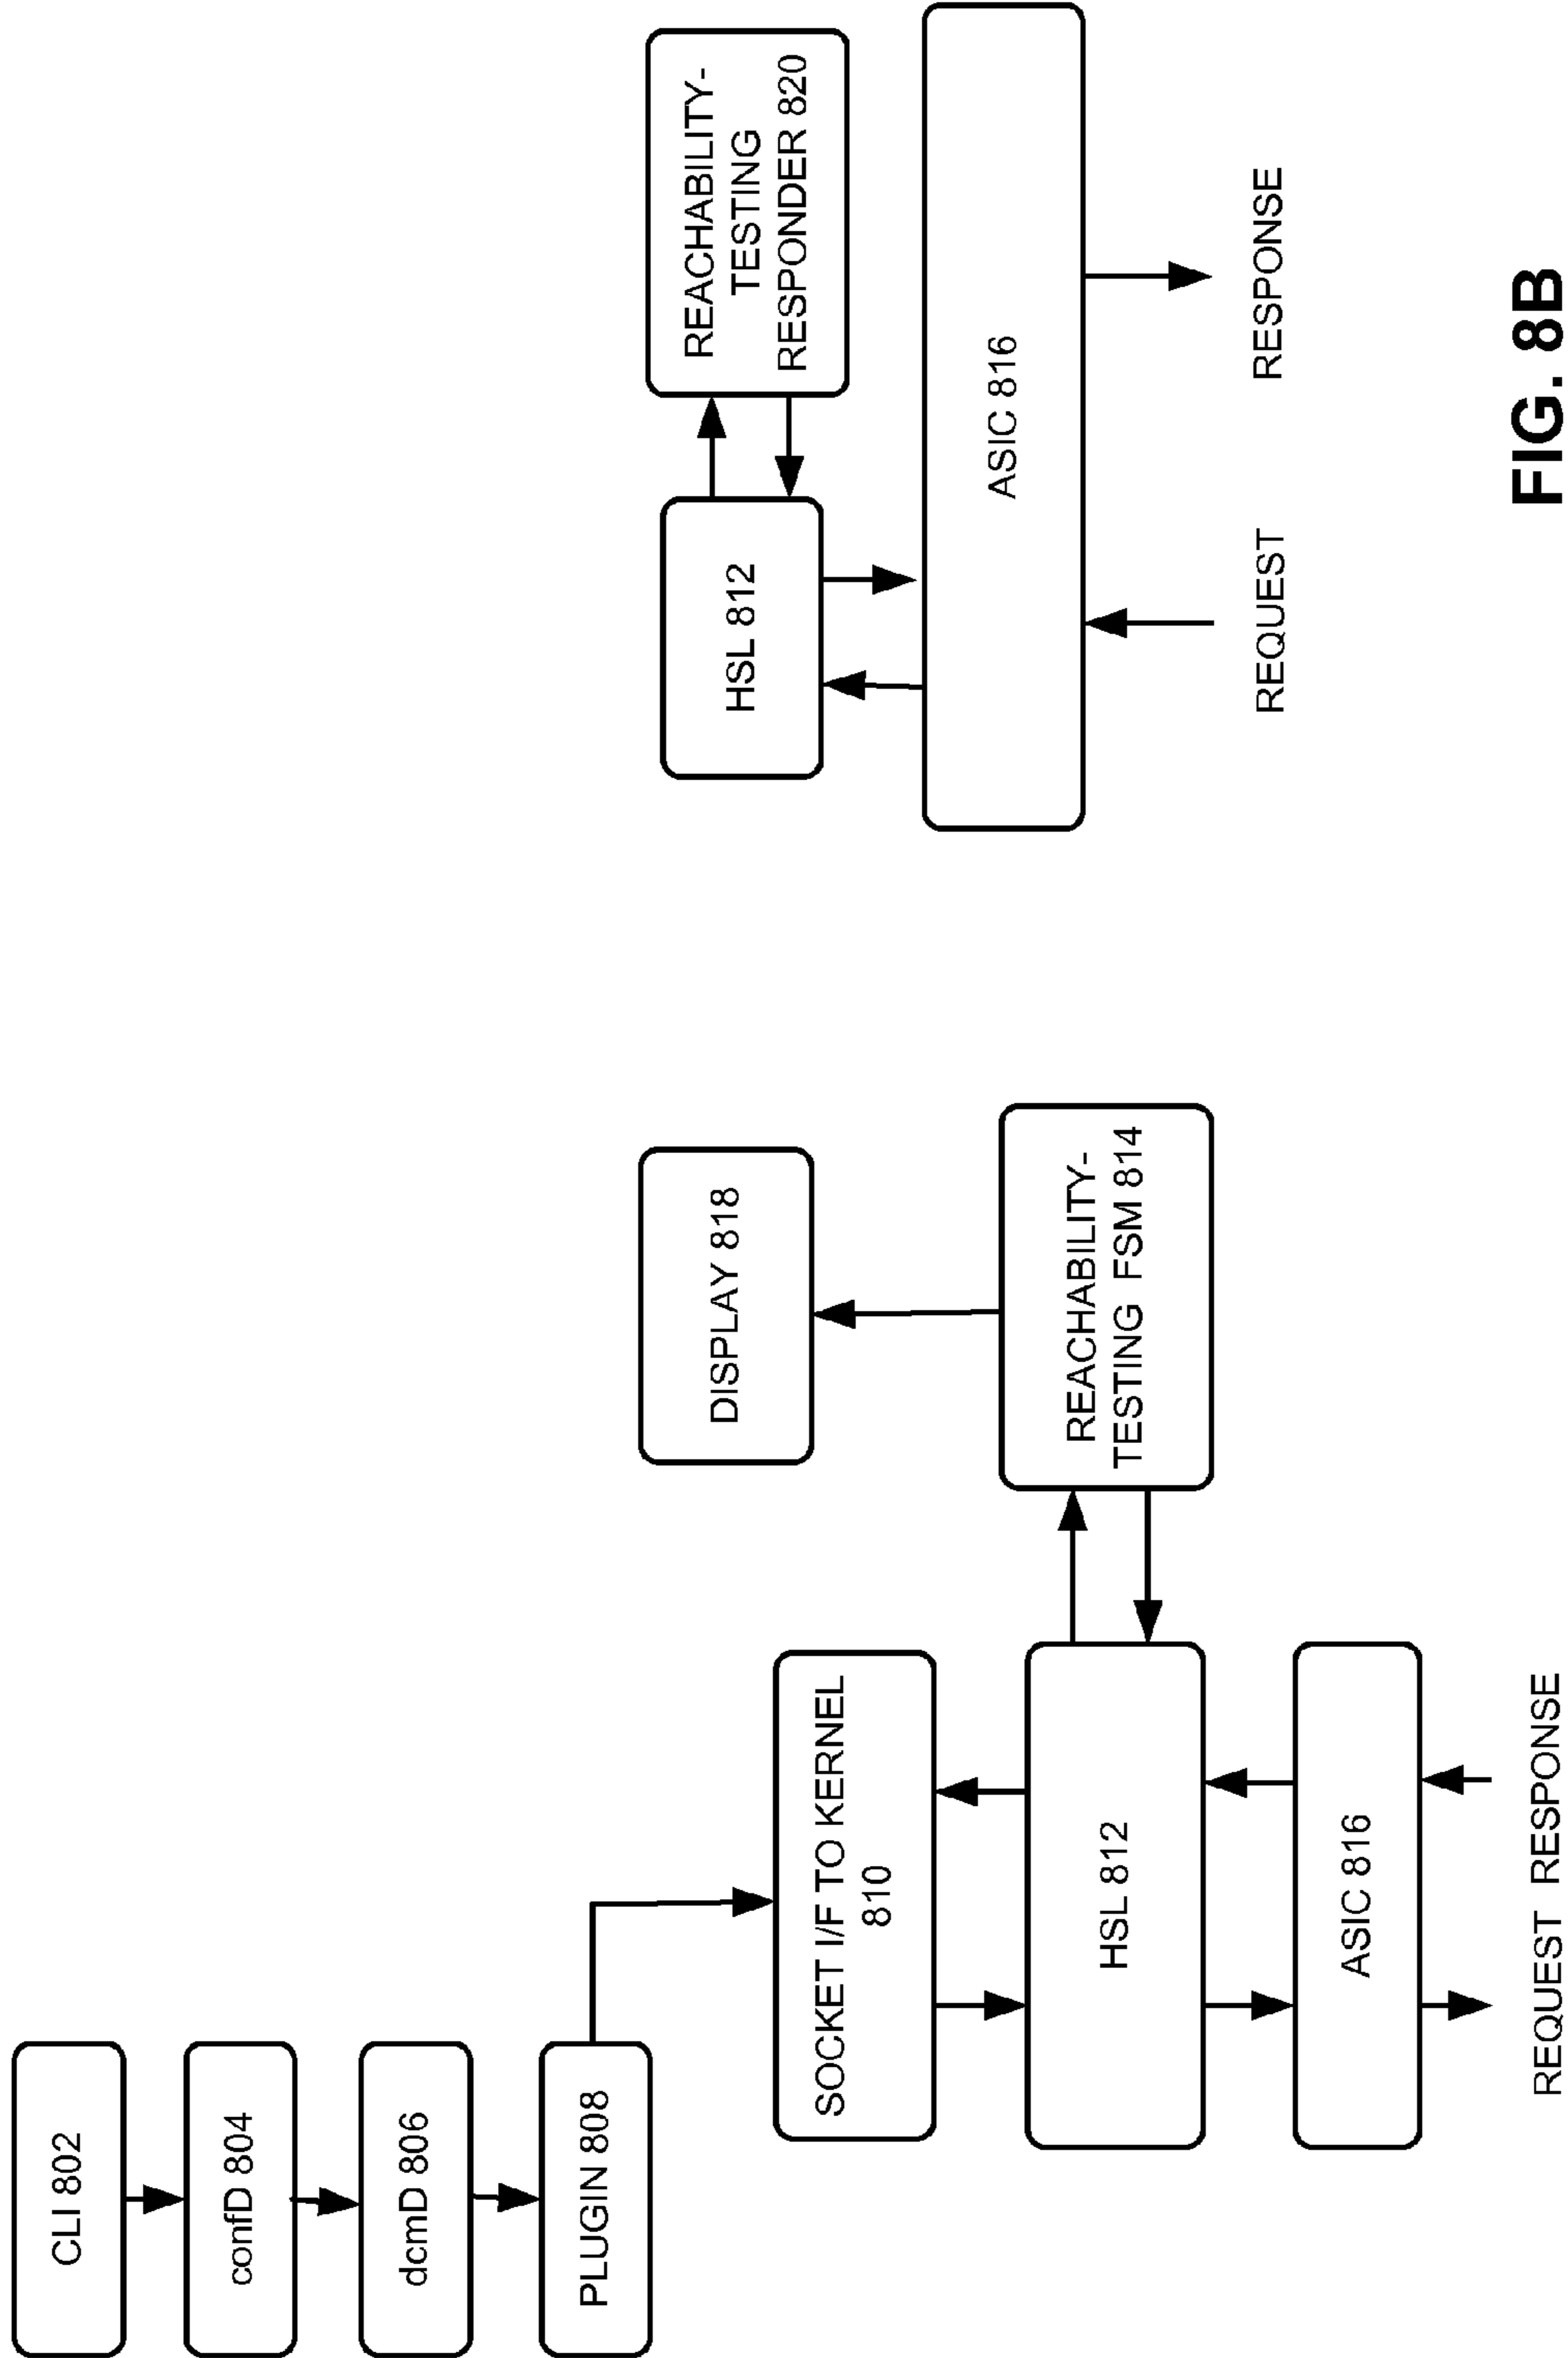 CLI 802
confD 804
dcmD 806
PLUGIN 808
SOCKET I/F TO KERNEL
810
HSL 812
ASIC 816
REQUEST RESPONSE
DISPLAY 818
REACHABILITY-
TESTING FSM 814
HSL 812
REACHABILITY-
TESTING
RESPONDER 820
ASIC 816
REQUEST
RESPONSE
FIG. 8B